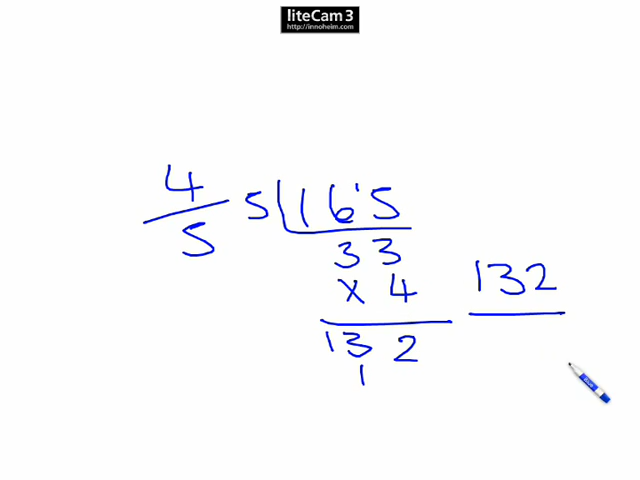 liteCam 3
http://innoheim.com
4
5 5 1 6 1 5
3 3
x 4
1 3 2
1
132